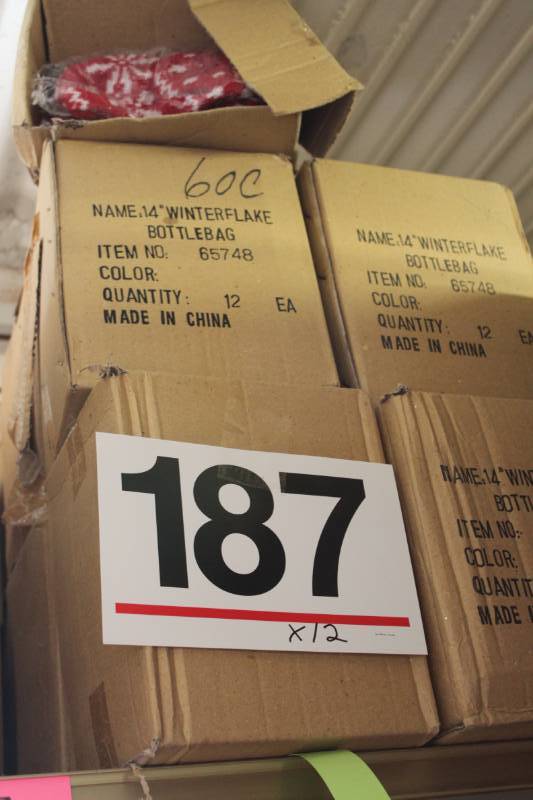 60C
NAME.14"WINTERFLAKE
BOTTLEBAG
ITEM NO: 65748
COLOR:
QUANTITY: 12 EA
MADE IN CHINA
NAME.14"WINTERFLAKE
BOTTLEBAG
ITEM NO: 65748
COLOR:
QUANTITY: 12 EA
MADE IN CHINA
187
x12
NAME.14"WIN
BOTTL
ITEM NO:
COLOR:
QUANTIT
MADE I